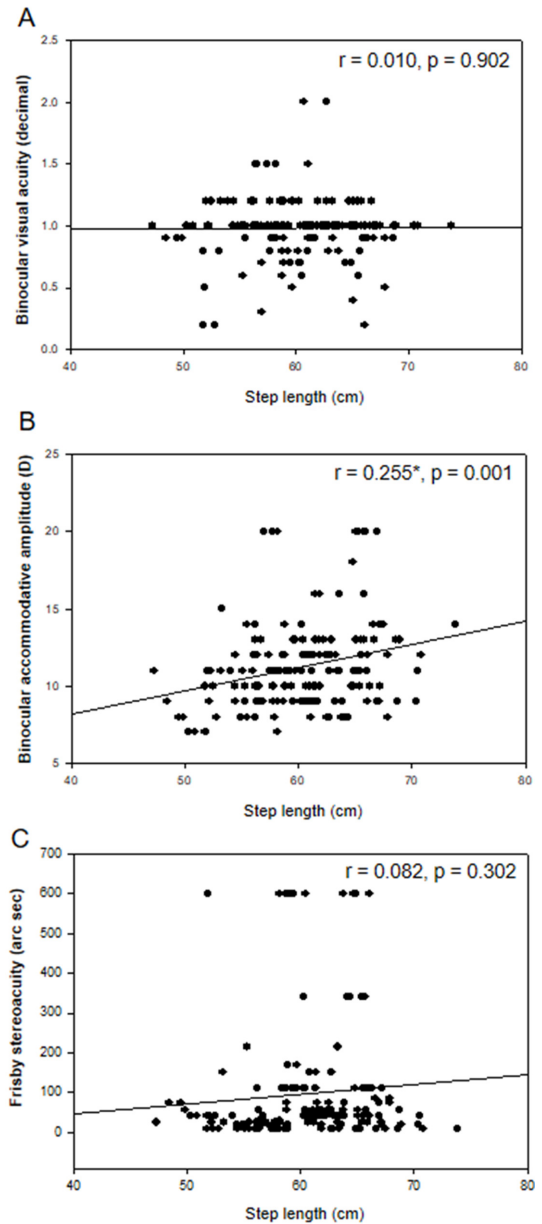 A
r = 0.010, p = 0.902
Binocular visual acuity (decimal)
2.5
2.0
1.5
1.0
0.5
0.0
40 50 60 70 80
Step length (cm)
B
r = 0.255*, p = 0.001
Binocular accommodative amplitude (D)
25
20
15
10
5
40 50 60 70 80
Step length (cm)
C
r = 0.082, p = 0.302
Frisby stereoacuity (arc sec)
700
600
500
400
300
200
100
0
40 50 60 70 80
Step length (cm)